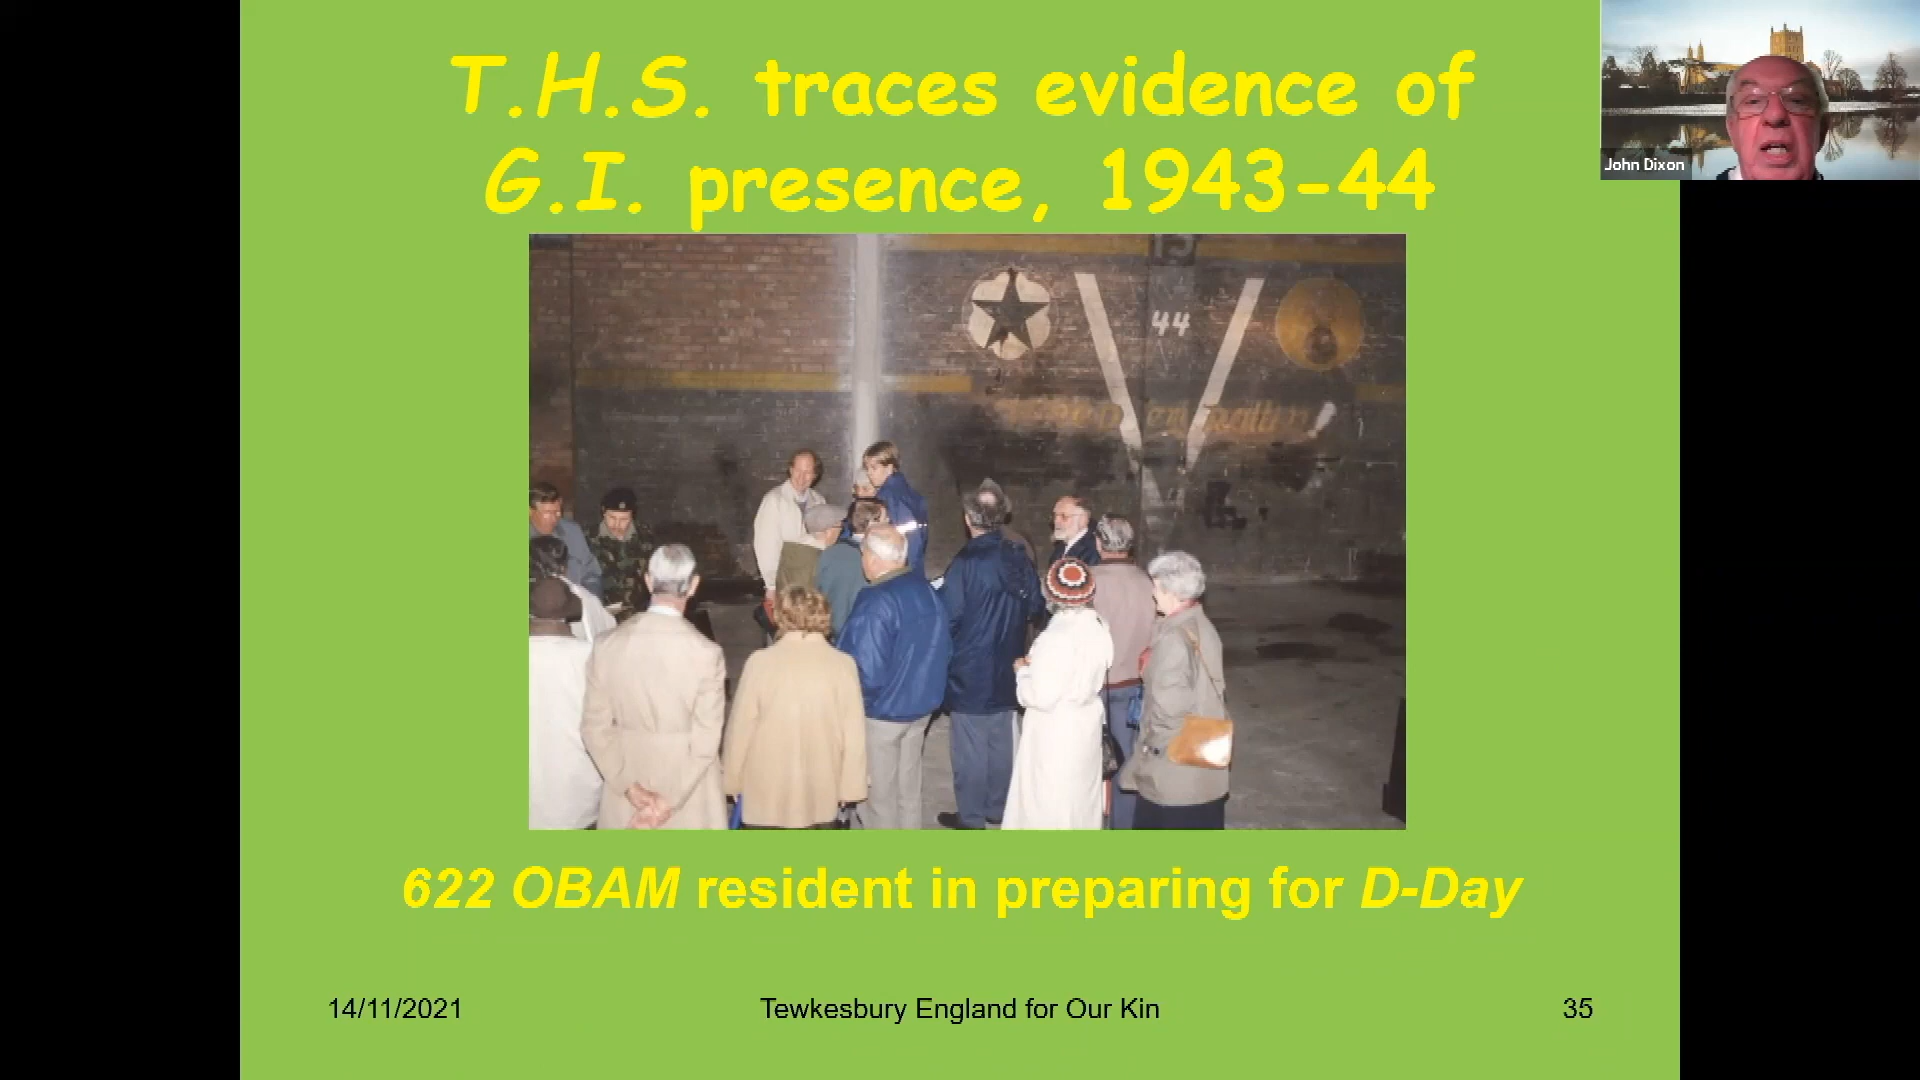 T.H.S. traces evidence of
G.I. presence, 1943-44
John Dixon
15
44
622 OBAM resident in preparing for D-Day
14/11/2021
Tewkesbury England for Our Kin
35